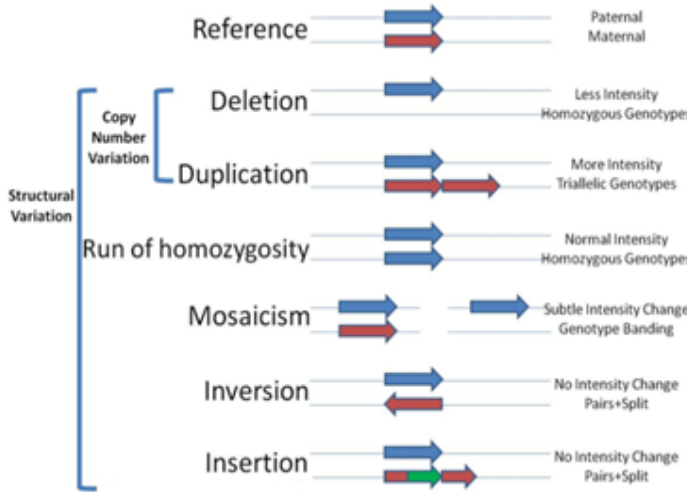 Reference
Paternal
Maternal
Structural
Variation
Copy
Number
Variation
Deletion
Less Intensity
Homozygous Genotypes
Duplication
More Intensity
Triallelic Genotypes
Run of homozygosity
Normal Intensity
Homozygous Genotypes
Mosaicism
Subtle Intensity Change
Genotype Banding
Inversion
No Intensity Change
Pairs+Split
Insertion
No Intensity Change
Pairs+Split